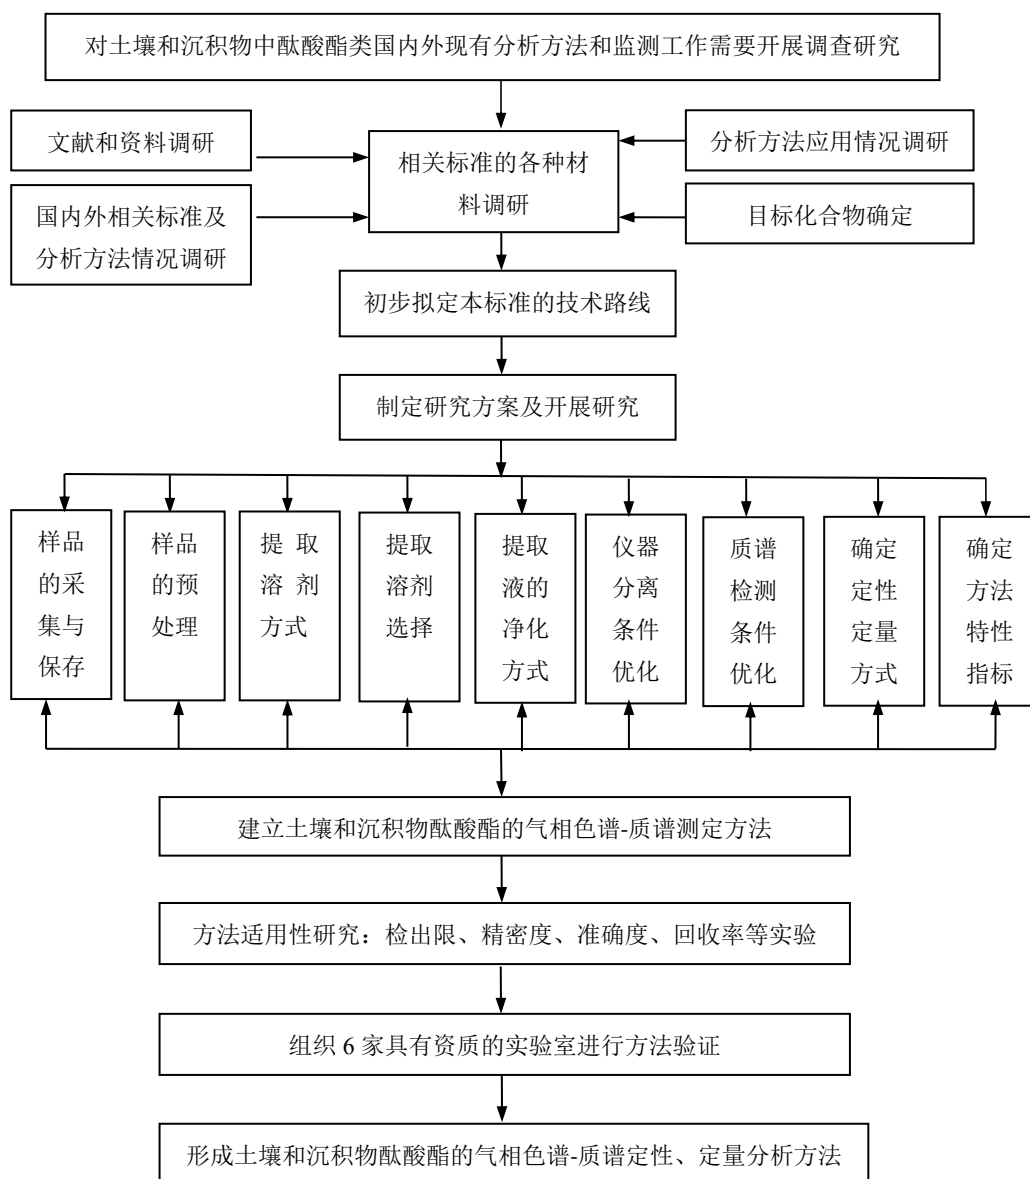 对土壤和沉积物中酞酸酯类国内外现有分析方法和监测工作需要开展调查研究
文献和资料调研
国内外相关标准及
分析方法情况调研
相关标准的各种材
料调研
分析方法应用情况调研
目标化合物确定
初步拟定本标准的技术路线
制定研究方案及开展研究
样品
的采
集与
保存
样品
的预
处理
提 取
溶 剂
方式
提取
溶剂
选择
提取
液的
净化
方式
仪器
分离
条件
优化
质谱
检测
条件
优化
确定
定性
定量
方式
确定
方法
特性
指标
建立土壤和沉积物酞酸酯的气相色谱-质谱测定方法
方法适用性研究：检出限、精密度、准确度、回收率等实验
组织 6 家具有资质的实验室进行方法验证
形成土壤和沉积物酞酸酯的气相色谱-质谱定性、定量分析方法